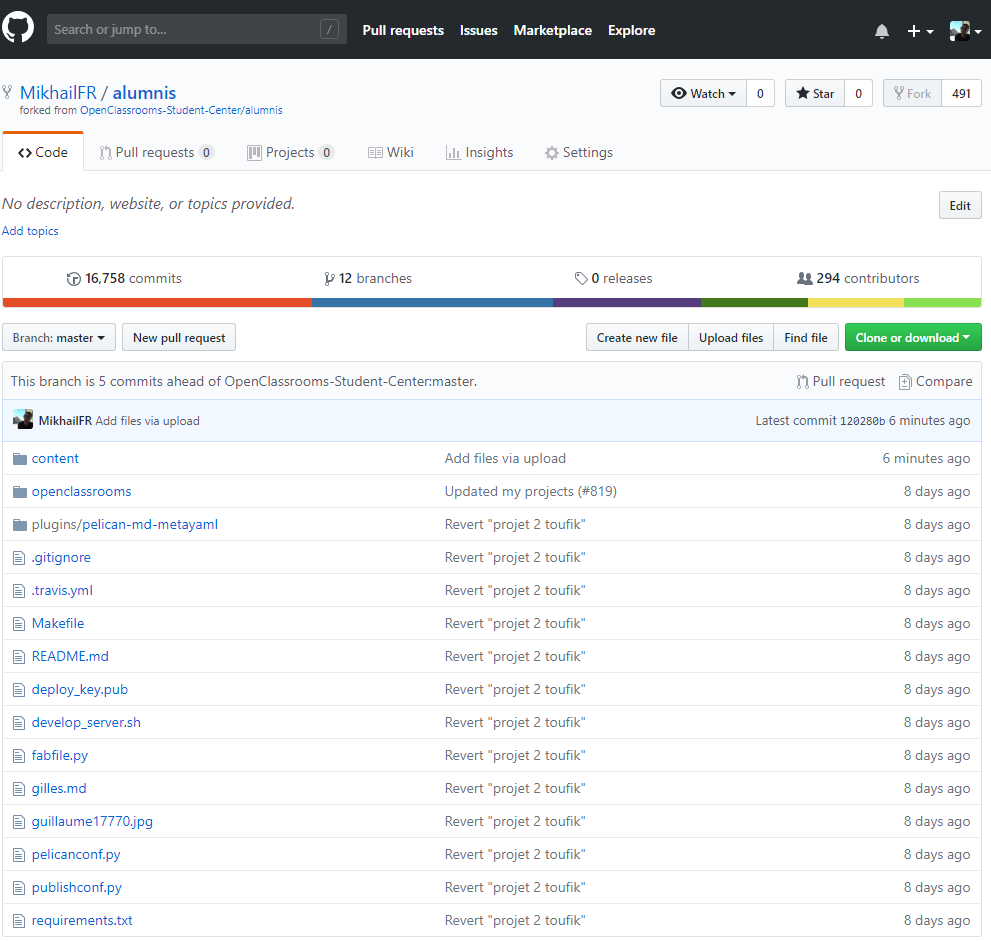 Search or jump to... / Pull requests Issues Marketplace Explore
MikhailFR / alumnis Watch 0 Star 0 Fork 491
forked from OpenClassrooms-Student-Center/alumnis
Code Pull requests 0 Projects 0 Wiki Insights Settings
No description, website, or topics provided. Edit
Add topics
16,758 commits 12 branches 0 releases 294 contributors
Branch: master New pull request Create new file Upload files Find file Clone or download
This branch is 5 commits ahead of OpenClassrooms-Student-Center:master. Pull request Compare
MikhailFR Add files via upload Latest commit 120280b 6 minutes ago
content Add files via upload 6 minutes ago
openclassrooms Updated my projects (#819) 8 days ago
plugins/pelican-md-metayaml Revert "projet 2 toufik" 8 days ago
.gitignore Revert "projet 2 toufik" 8 days ago
.travis.yml Revert "projet 2 toufik" 8 days ago
Makefile Revert "projet 2 toufik" 8 days ago
README.md Revert "projet 2 toufik" 8 days ago
deploy_key.pub Revert "projet 2 toufik" 8 days ago
develop_server.sh Revert "projet 2 toufik" 8 days ago
fabfile.py Revert "projet 2 toufik" 8 days ago
gilles.md Revert "projet 2 toufik" 8 days ago
guillaume17770.jpg Revert "projet 2 toufik" 8 days ago
pelicanconf.py Revert "projet 2 toufik" 8 days ago
publishconf.py Revert "projet 2 toufik" 8 days ago
requirements.txt Revert "projet 2 toufik" 8 days ago